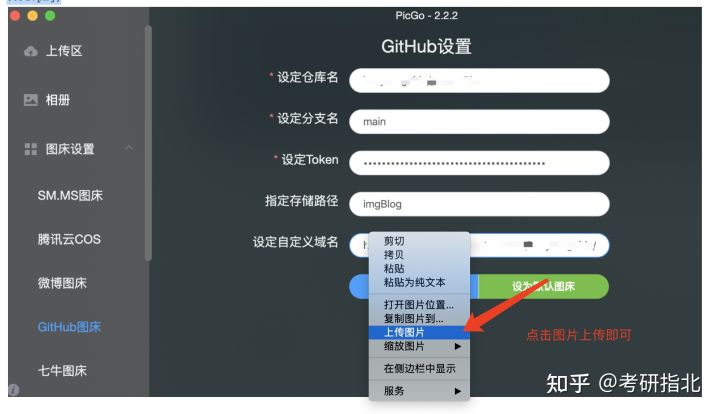 PicGo - 2.2.2
上传区
相册
图床设置
SM.MS图床
腾讯云COS
微博图床
GitHub图床
七牛图床
GitHub设置
* 设定仓库名
* 设定分支名
main
* 设定Token
指定存储路径
imgBlog
设定自定义域名
设为默认图床
剪切
拷贝
粘贴
粘贴为纯文本
打开图片位置...
复制图片到...
上传图片
缩放图片
在侧边栏中显示
服务
点击图片上传即可
知乎 @考研指北